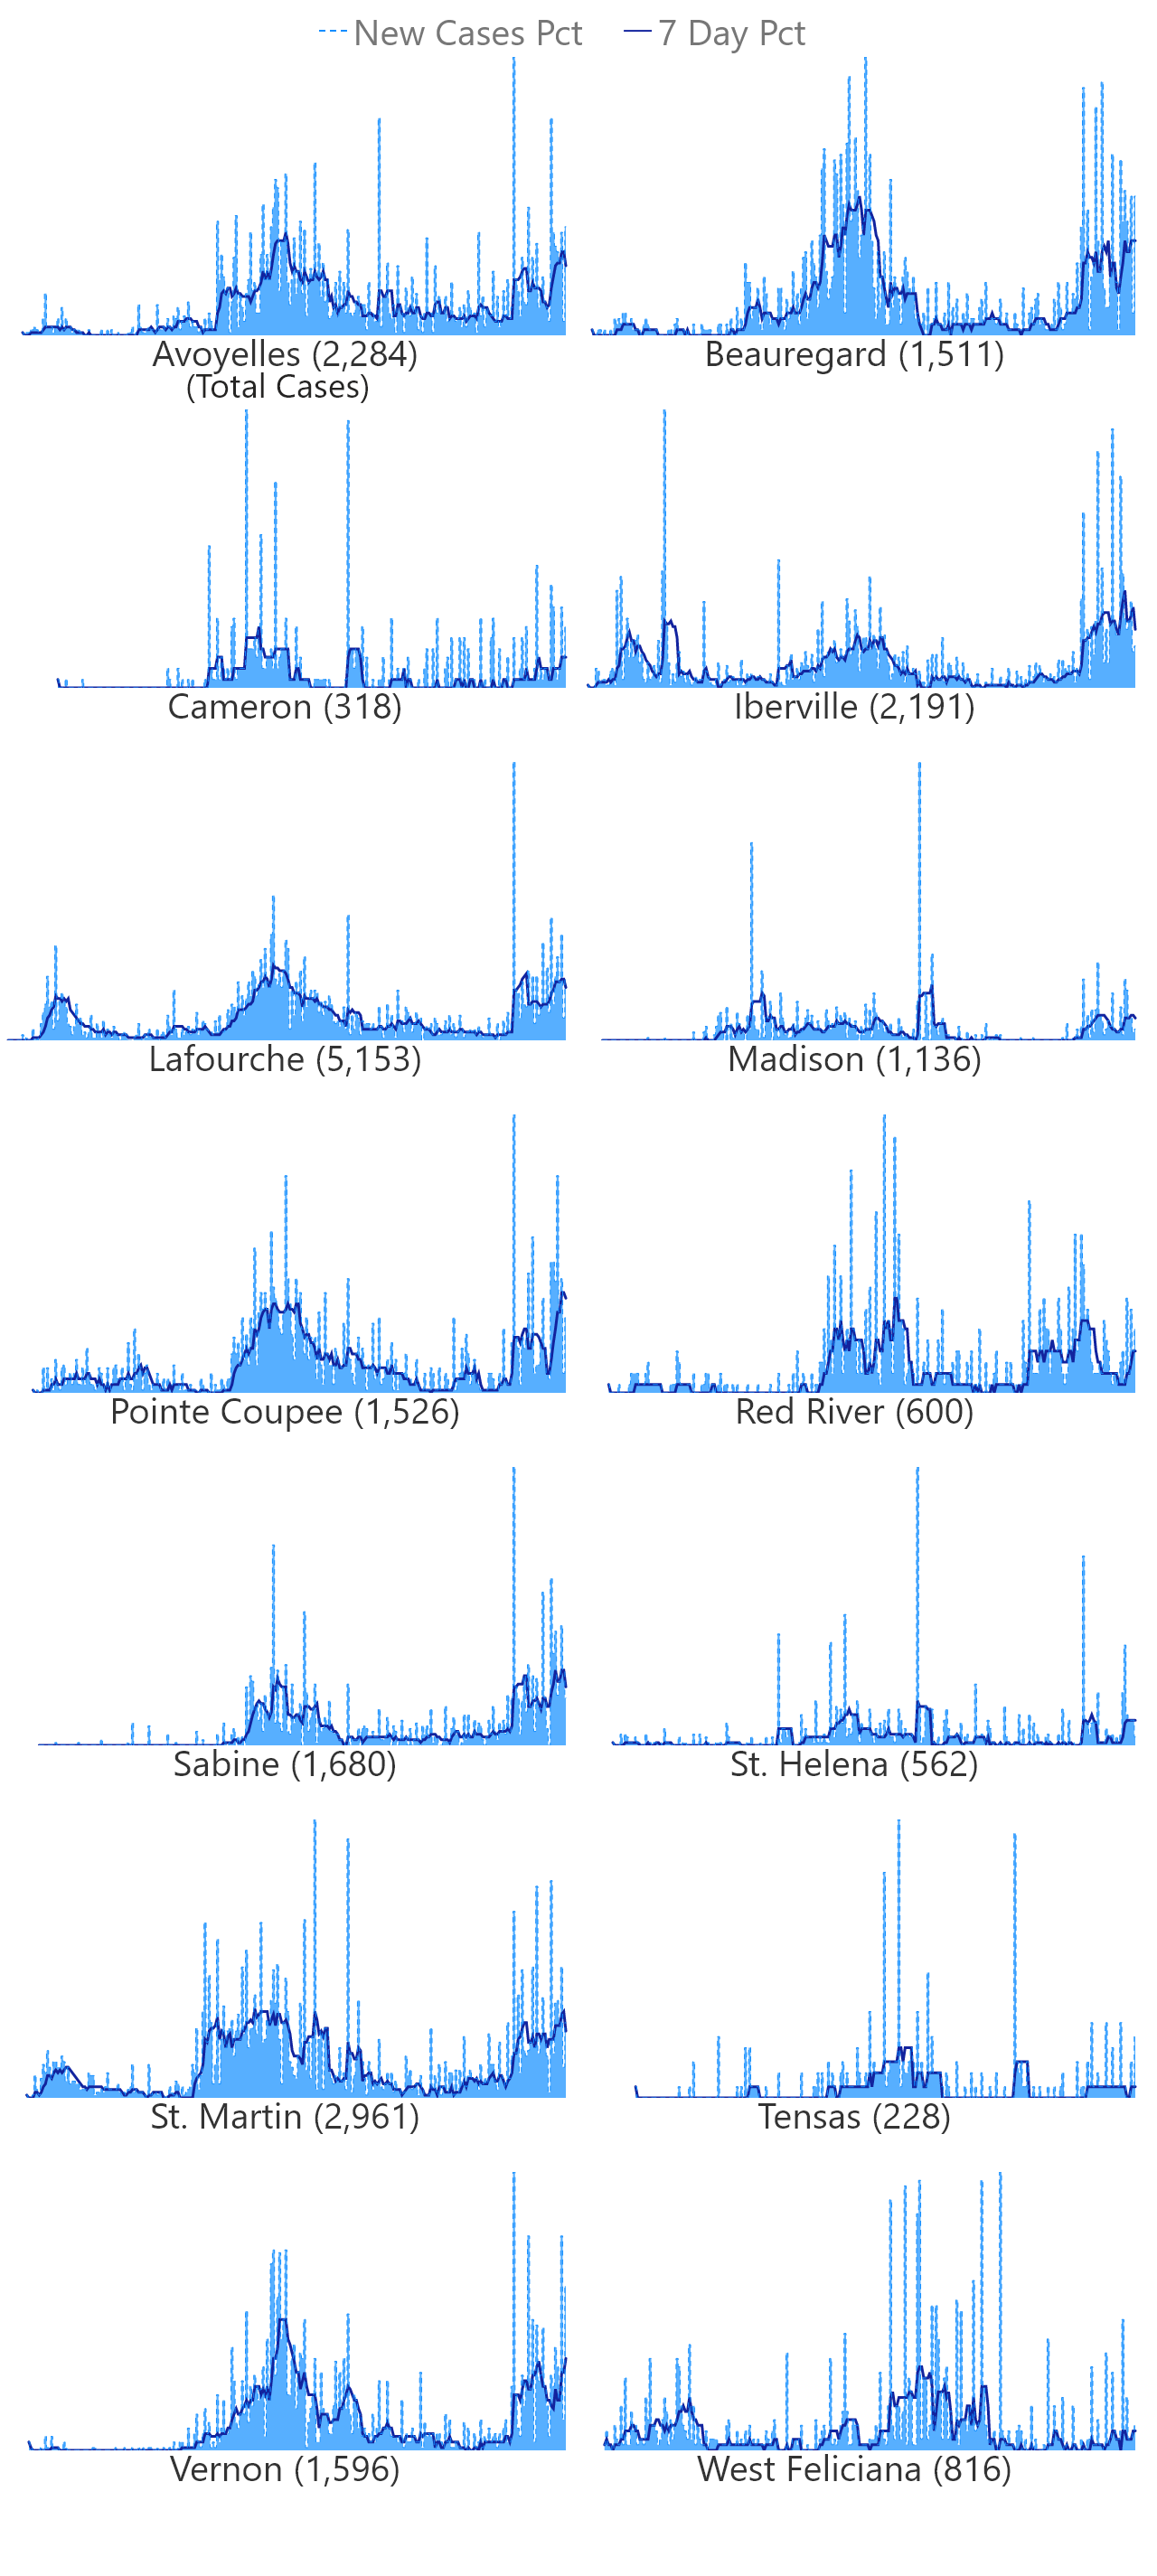 New Cases Pct 7 Day Pct
Avoyelles (2,284) Beauregard (1,511)
(Total Cases)
Cameron (318) Iberville (2,191)
Lafourche (5,153) Madison (1,136)
Pointe Coupee (1,526) Red River (600)
Sabine (1,680) St. Helena (562)
St. Martin (2,961) Tensas (228)
Vernon (1,596) West Feliciana (816)